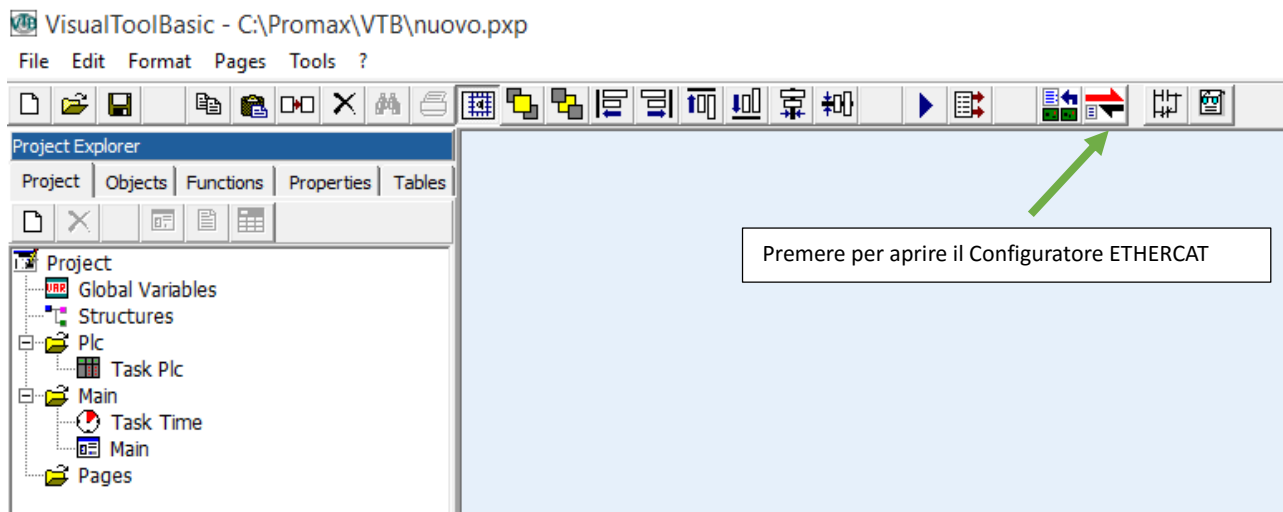 VisualToolBasic - C:\Promax\VTB\nuovo.pxp
File Edit Format Pages Tools ?
Project Explorer
Project Objects Functions Properties Tables
Project
VAR Global Variables
Structures
Plc
Task Plc
Main
Task Time
Main
Pages
Premere per aprire il Configuratore ETHERCAT